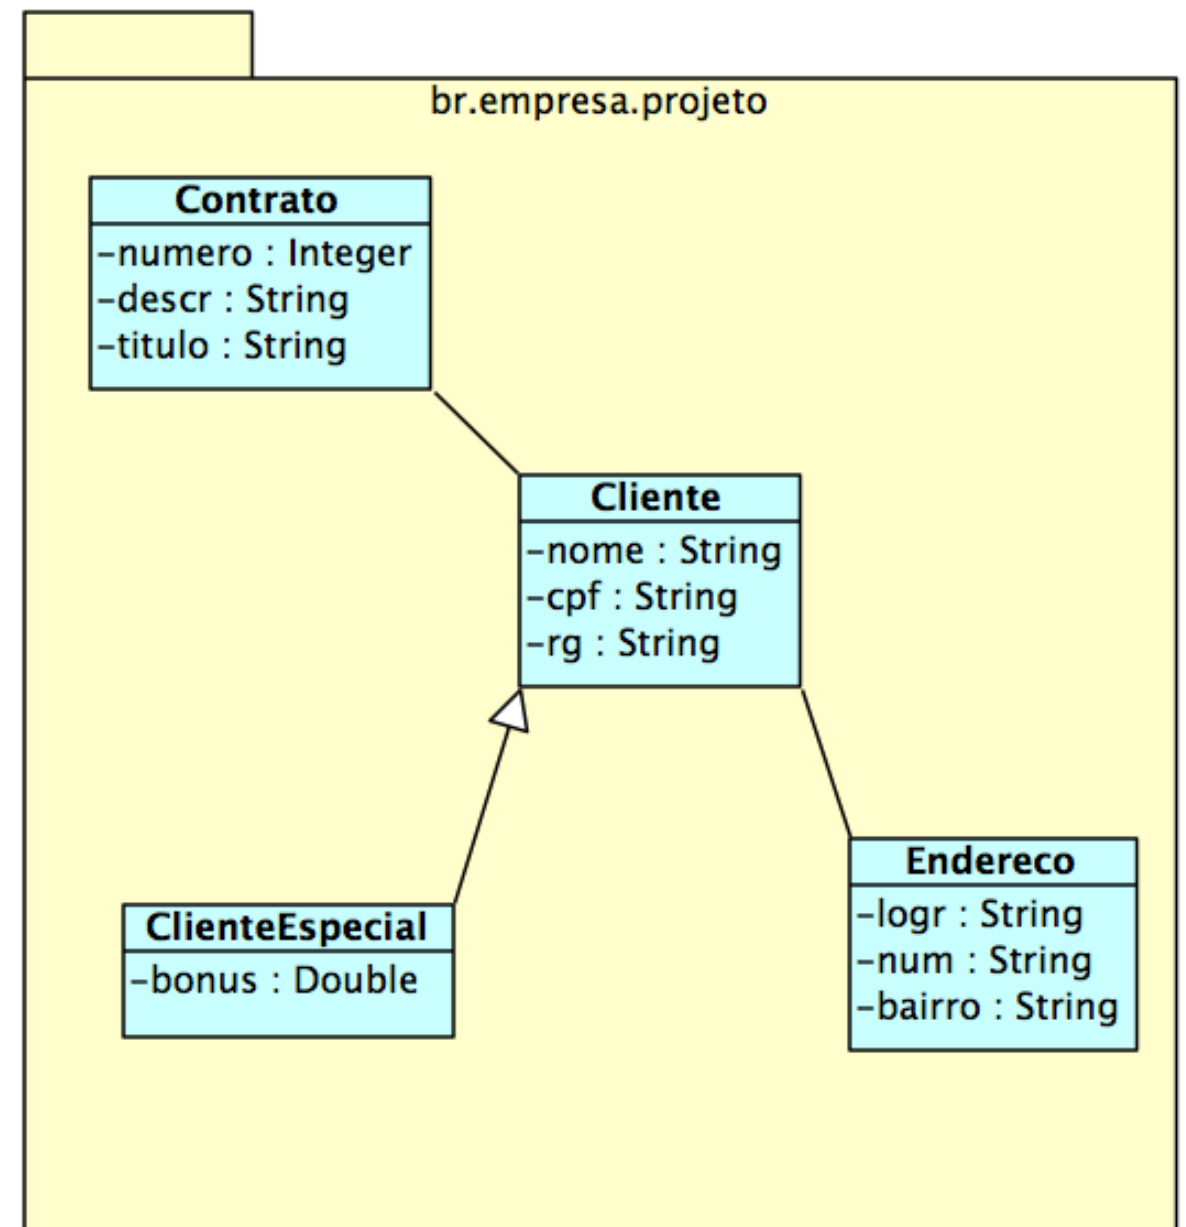 br.empresa.projeto
Contrato
-numero : Integer
-descr : String
-titulo : String
Cliente
-nome : String
-cpf : String
-rg : String
ClienteEspecial
-bonus : Double
Endereco
-logr : String
-num : String
-bairro : String